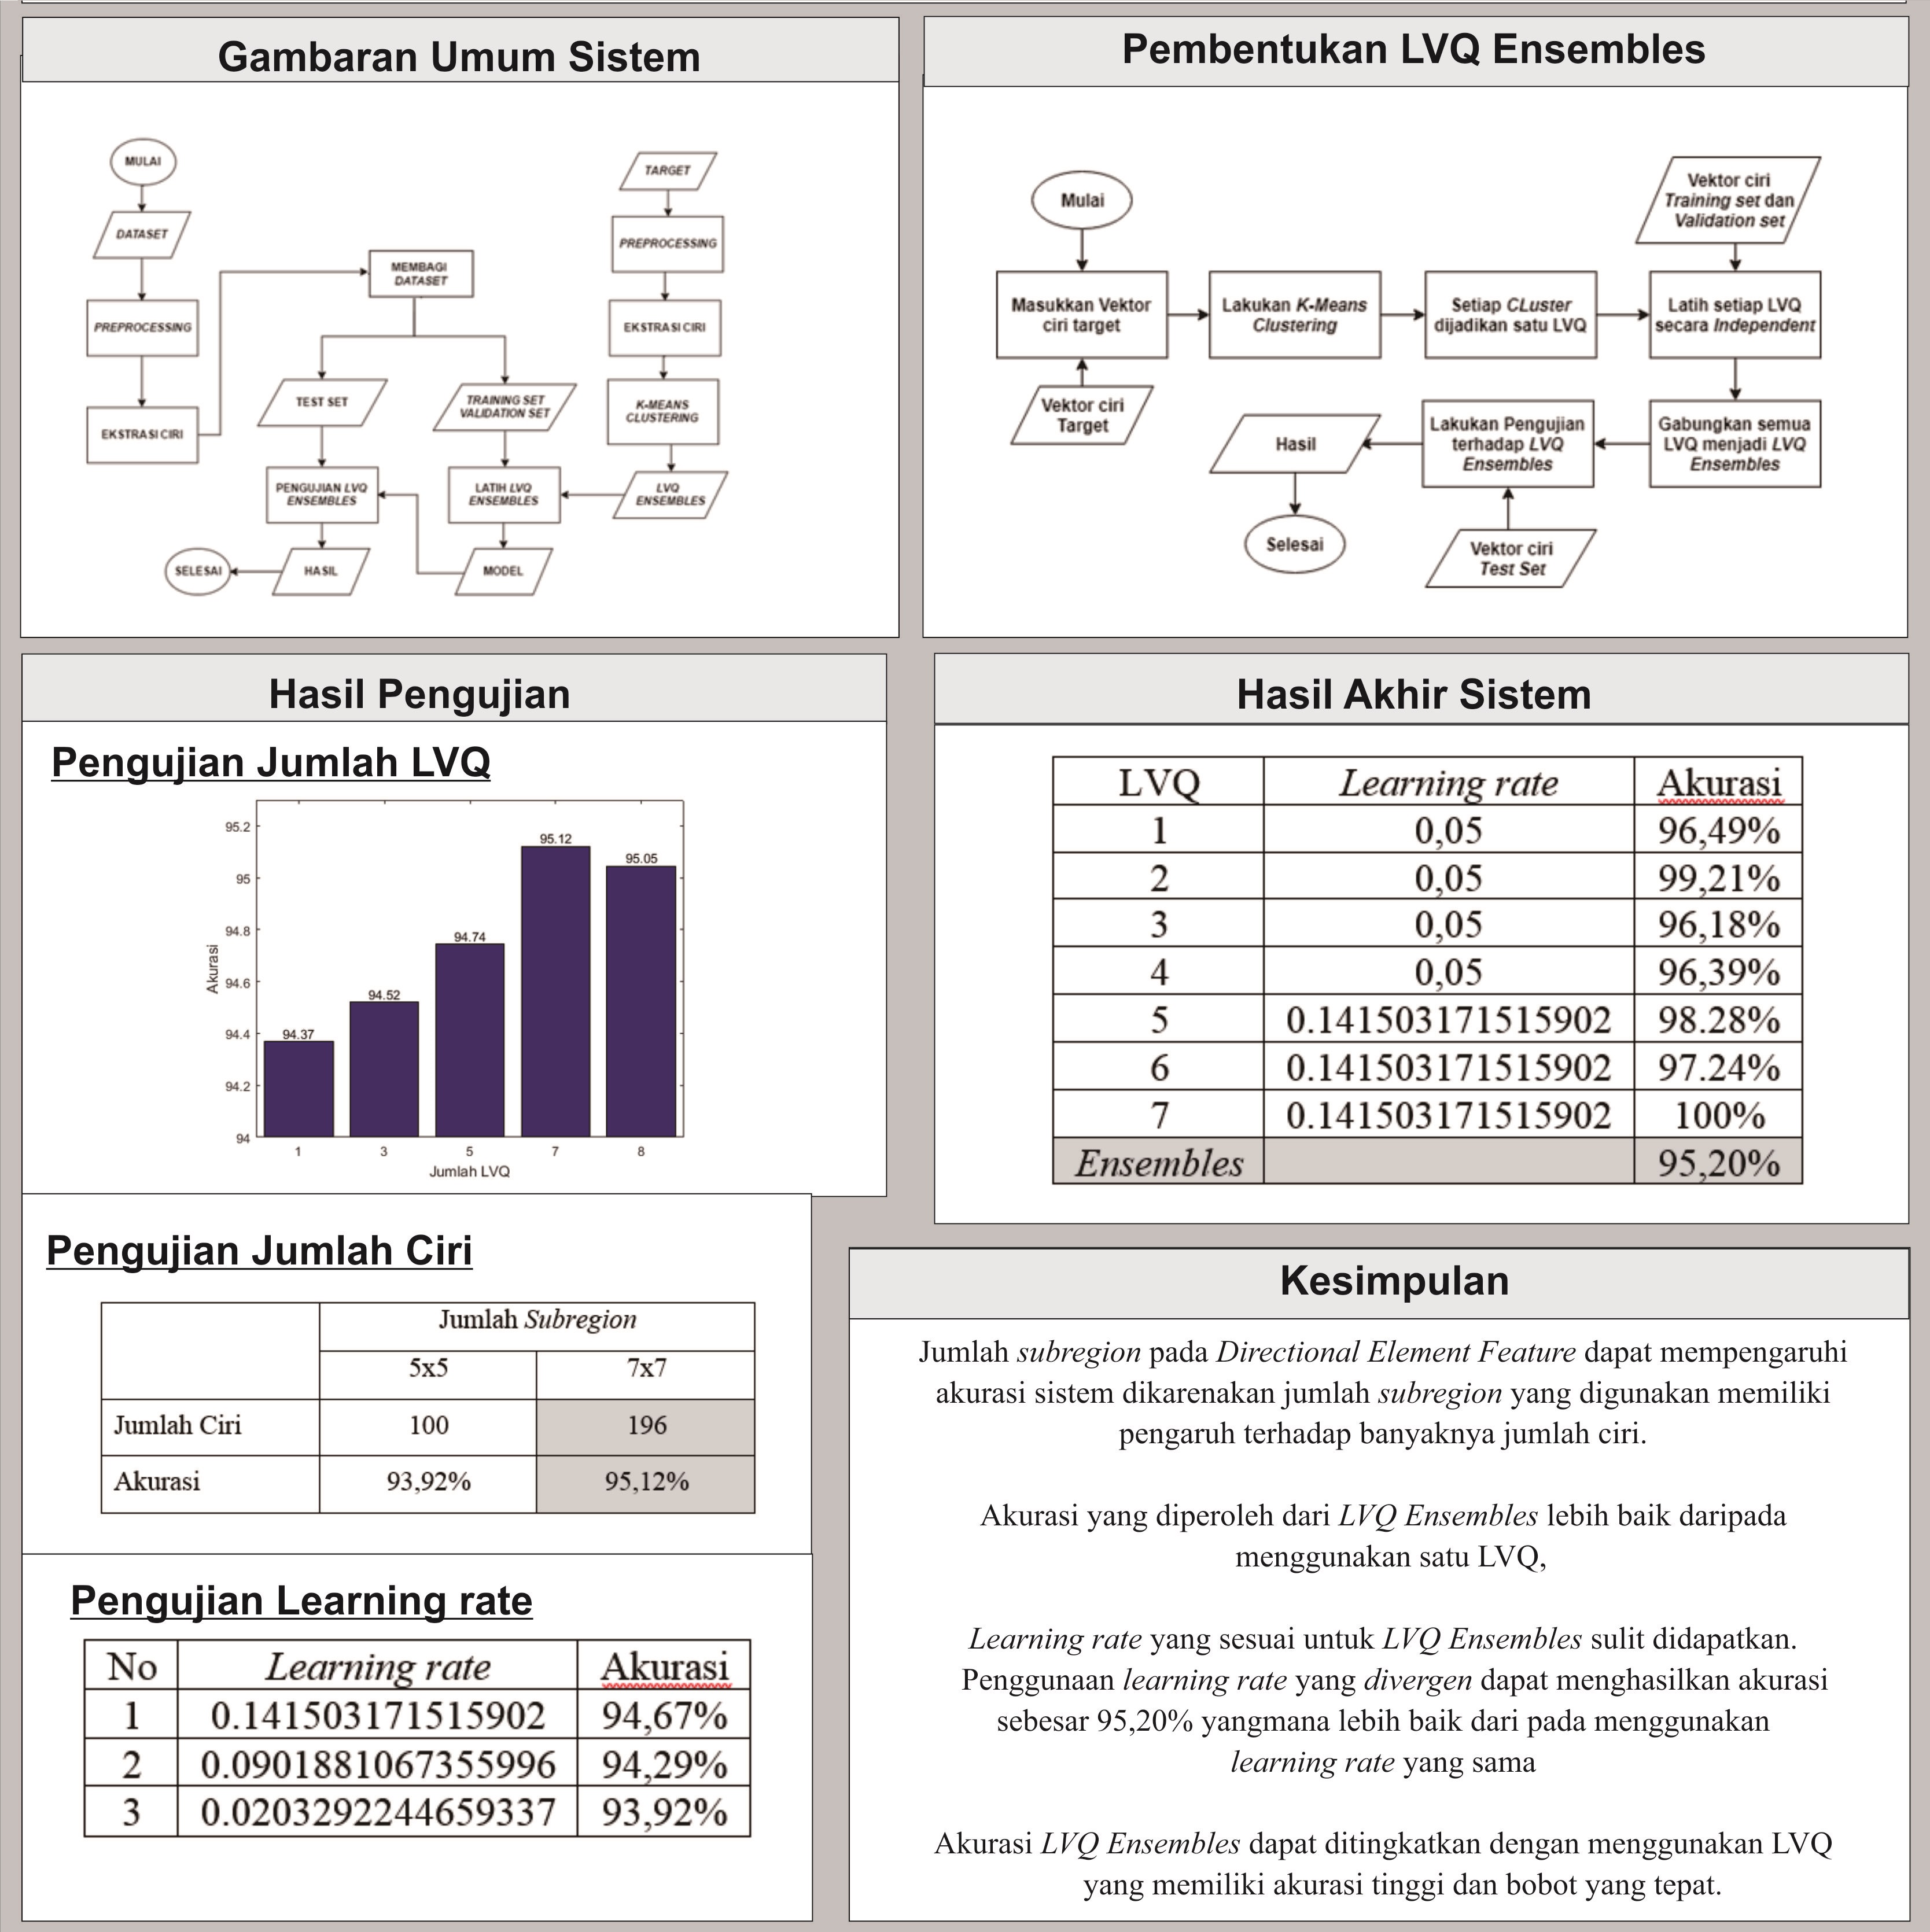 Gambaran Umum Sistem
MULAI
DATASET
PREPROCESSING
EKSTRASI CIRI
MEMBAGI
DATASET
TEST SET
TRAINING SET
VALIDATION SET
PENGUJIAN LVQ
ENSEMBLES
LATIH LVQ
ENSEMBLES
SELESAI
HASIL
MODEL
TARGET
PREPROCESSING
EKSTRASI CIRI
K-MEANS
CLUSTERING
LVQ
ENSEMBLES
Pembentukan LVQ Ensembles
Mulai
Masukkan Vektor
ciri target
Vektor ciri
Target
Lakukan K-Means
Clustering
Setiap CLuster
dijadikan satu LVQ
Vektor ciri
Training set dan
Validation set
Latih setiap LVQ
secara Independent
Gabungkan semua
LVQ menjadi LVQ
Ensembles
Lakukan Pengujian
terhadap LVQ
Ensembles
Vektor ciri
Test Set
Hasil
Selesai
Hasil Pengujian
Pengujian Jumlah LVQ
95.2
95
94.8
94.6
94.4
94.2
94
Akurasi
94.37
94.52
94.74
95.12
95.05
1 3 5 7 8
Jumlah LVQ
Pengujian Jumlah Ciri
Jumlah Subregion
5x5 7x7
Jumlah Ciri 100 196
Akurasi 93,92% 95,12%
Pengujian Learning rate
No Learning rate Akurasi
1 0.141503171515902 94,67%
2 0.0901881067355996 94,29%
3 0.0203292244659337 93,92%
Hasil Akhir Sistem
LVQ Learning rate Akurasi
1 0,05 96,49%
2 0,05 99,21%
3 0,05 96,18%
4 0,05 96,39%
5 0.141503171515902 98.28%
6 0.141503171515902 97.24%
7 0.141503171515902 100%
Ensembles 95,20%
Kesimpulan
Jumlah subregion pada Directional Element Feature dapat mempengaruhi
akurasi sistem dikarenakan jumlah subregion yang digunakan memiliki
pengaruh terhadap banyaknya jumlah ciri.
Akurasi yang diperoleh dari LVQ Ensembles lebih baik daripada
menggunakan satu LVQ,
Learning rate yang sesuai untuk LVQ Ensembles sulit didapatkan.
Penggunaan learning rate yang divergen dapat menghasilkan akurasi
sebesar 95,20% yangmana lebih baik dari pada menggunakan
learning rate yang sama
Akurasi LVQ Ensembles dapat ditingkatkan dengan menggunakan LVQ
yang memiliki akurasi tinggi dan bobot yang tepat.